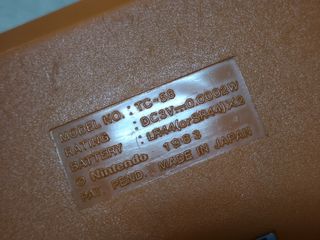 MODEL NO. : TC-58
RATING : DC3V⎓0.0002W
BATTERY : LR44(or SR44)X2
© Nintendo 1983
PAT. PEND. MADE IN JAPAN